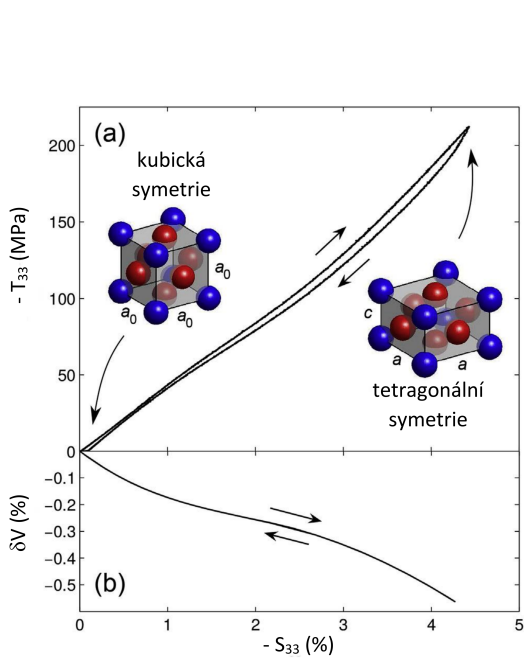 (a)
kubická
symetrie
a₀
a₀
a₀
c
a
a
tetragonální
symetrie
- T₃₃ (MPa)
200
150
100
50
0
δV (%)
−0.1
−0.2
−0.3
−0.4
−0.5
(b)
0
1
2
3
4
5
- S₃₃ (%)